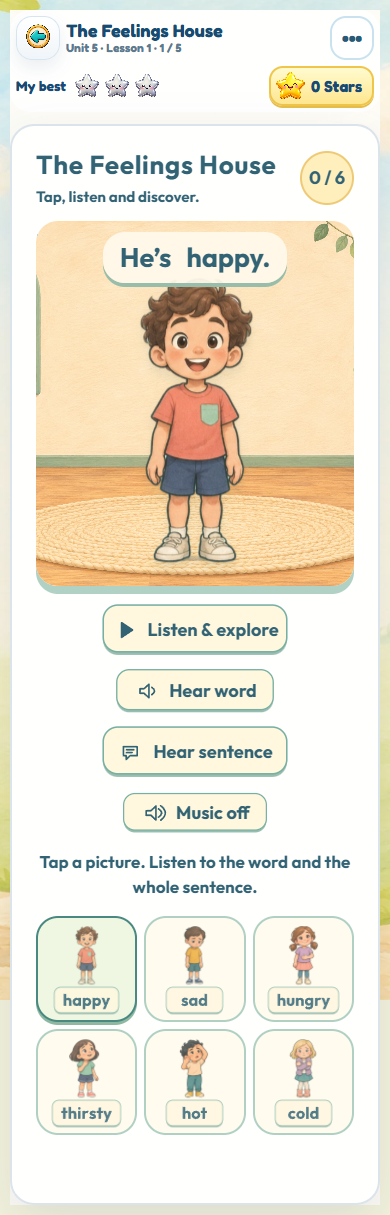 The Feelings House
Unit 5 · Lesson 1 · 1 / 5
My best
0 Stars
The Feelings House
Tap, listen and discover.
0 / 6
He's happy.
Listen & explore
Hear word
Hear sentence
Music off
Tap a picture. Listen to the word and the
whole sentence.
happy
sad
hungry
thirsty
hot
cold